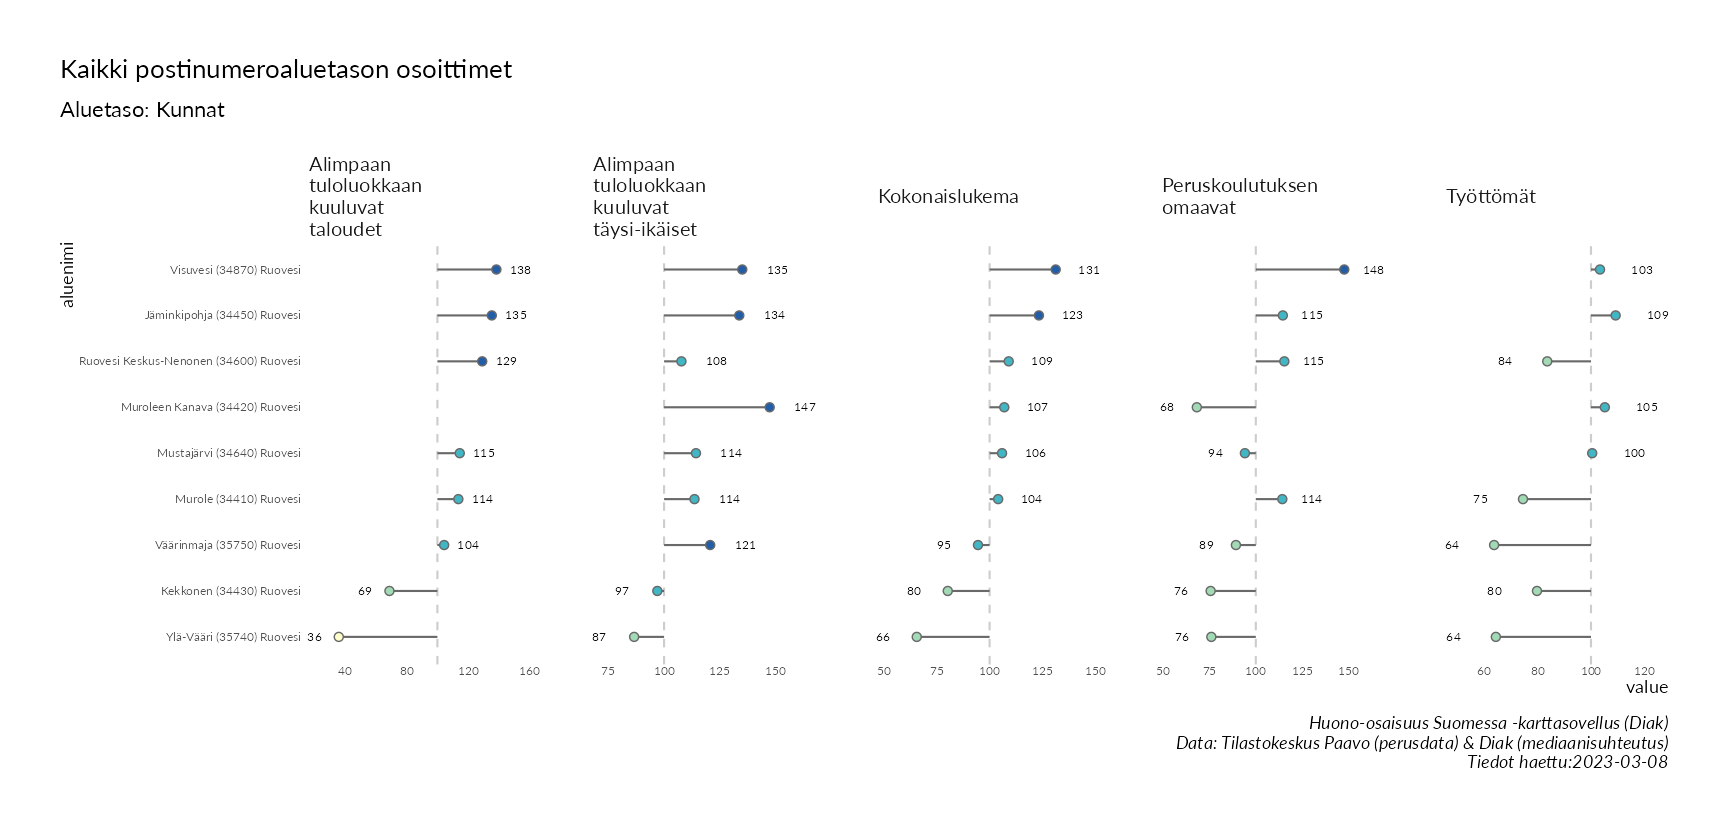 Kaikki postinumeroaluetason osoittimet
Aluetaso: Kunnat
Alimpaan
tuloluokkaan
kuuluvat
taloudet
Alimpaan
tuloluokkaan
kuuluvat
täysi-ikäiset
Kokonaislukema
Peruskoulutuksen
omaavat
Työttömät
aluenimi
Visuvesi (34870) Ruovesi 138 135 131 148 103
Jäminkipohja (34450) Ruovesi 135 134 123 115 109
Ruovesi Keskus-Nenonen (34600) Ruovesi 129 108 109 115 84
Muroleen Kanava (34420) Ruovesi 147 107 68 105
Mustajärvi (34640) Ruovesi 115 114 106 94 100
Murole (34410) Ruovesi 114 114 104 114 75
Väärinmaja (35750) Ruovesi 104 121 95 89 64
Kekkonen (34430) Ruovesi 69 97 80 76 80
Ylä-Vääri (35740) Ruovesi 36 87 66 76 64
40 80 120 160 75 100 125 150 50 75 100 125 150 50 75 100 125 150 60 80 100 120
value
Huono-osaisuus Suomessa -karttasovellus (Diak)
Data: Tilastokeskus Paavo (perusdata) & Diak (mediaanisuhteutus)
Tiedot haettu:2023-03-08